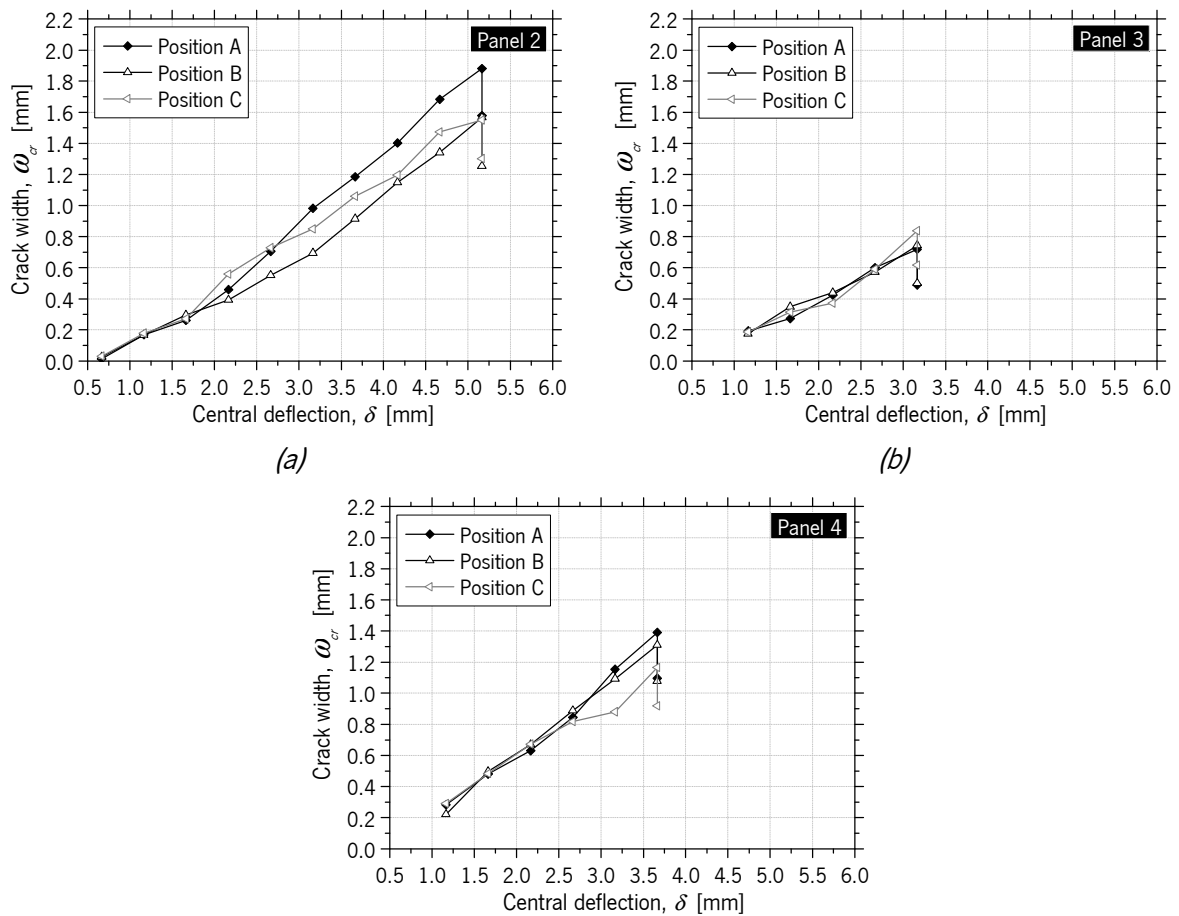 Panel 2
Position A
Position B
Position C
2.2
2.0
1.8
1.6
1.4
1.2
1.0
0.8
0.6
0.4
0.2
0.0
Crack width, ω_cr [mm]
0.5 1.0 1.5 2.0 2.5 3.0 3.5 4.0 4.5 5.0 5.5 6.0
Central deflection, δ [mm]
(a)
Panel 3
Position A
Position B
Position C
2.2
2.0
1.8
1.6
1.4
1.2
1.0
0.8
0.6
0.4
0.2
0.0
Crack width, ω_cr [mm]
0.5 1.0 1.5 2.0 2.5 3.0 3.5 4.0 4.5 5.0 5.5 6.0
Central deflection, δ [mm]
(b)
Panel 4
Position A
Position B
Position C
2.2
2.0
1.8
1.6
1.4
1.2
1.0
0.8
0.6
0.4
0.2
0.0
Crack width, ω_cr [mm]
0.5 1.0 1.5 2.0 2.5 3.0 3.5 4.0 4.5 5.0 5.5 6.0
Central deflection, δ [mm]